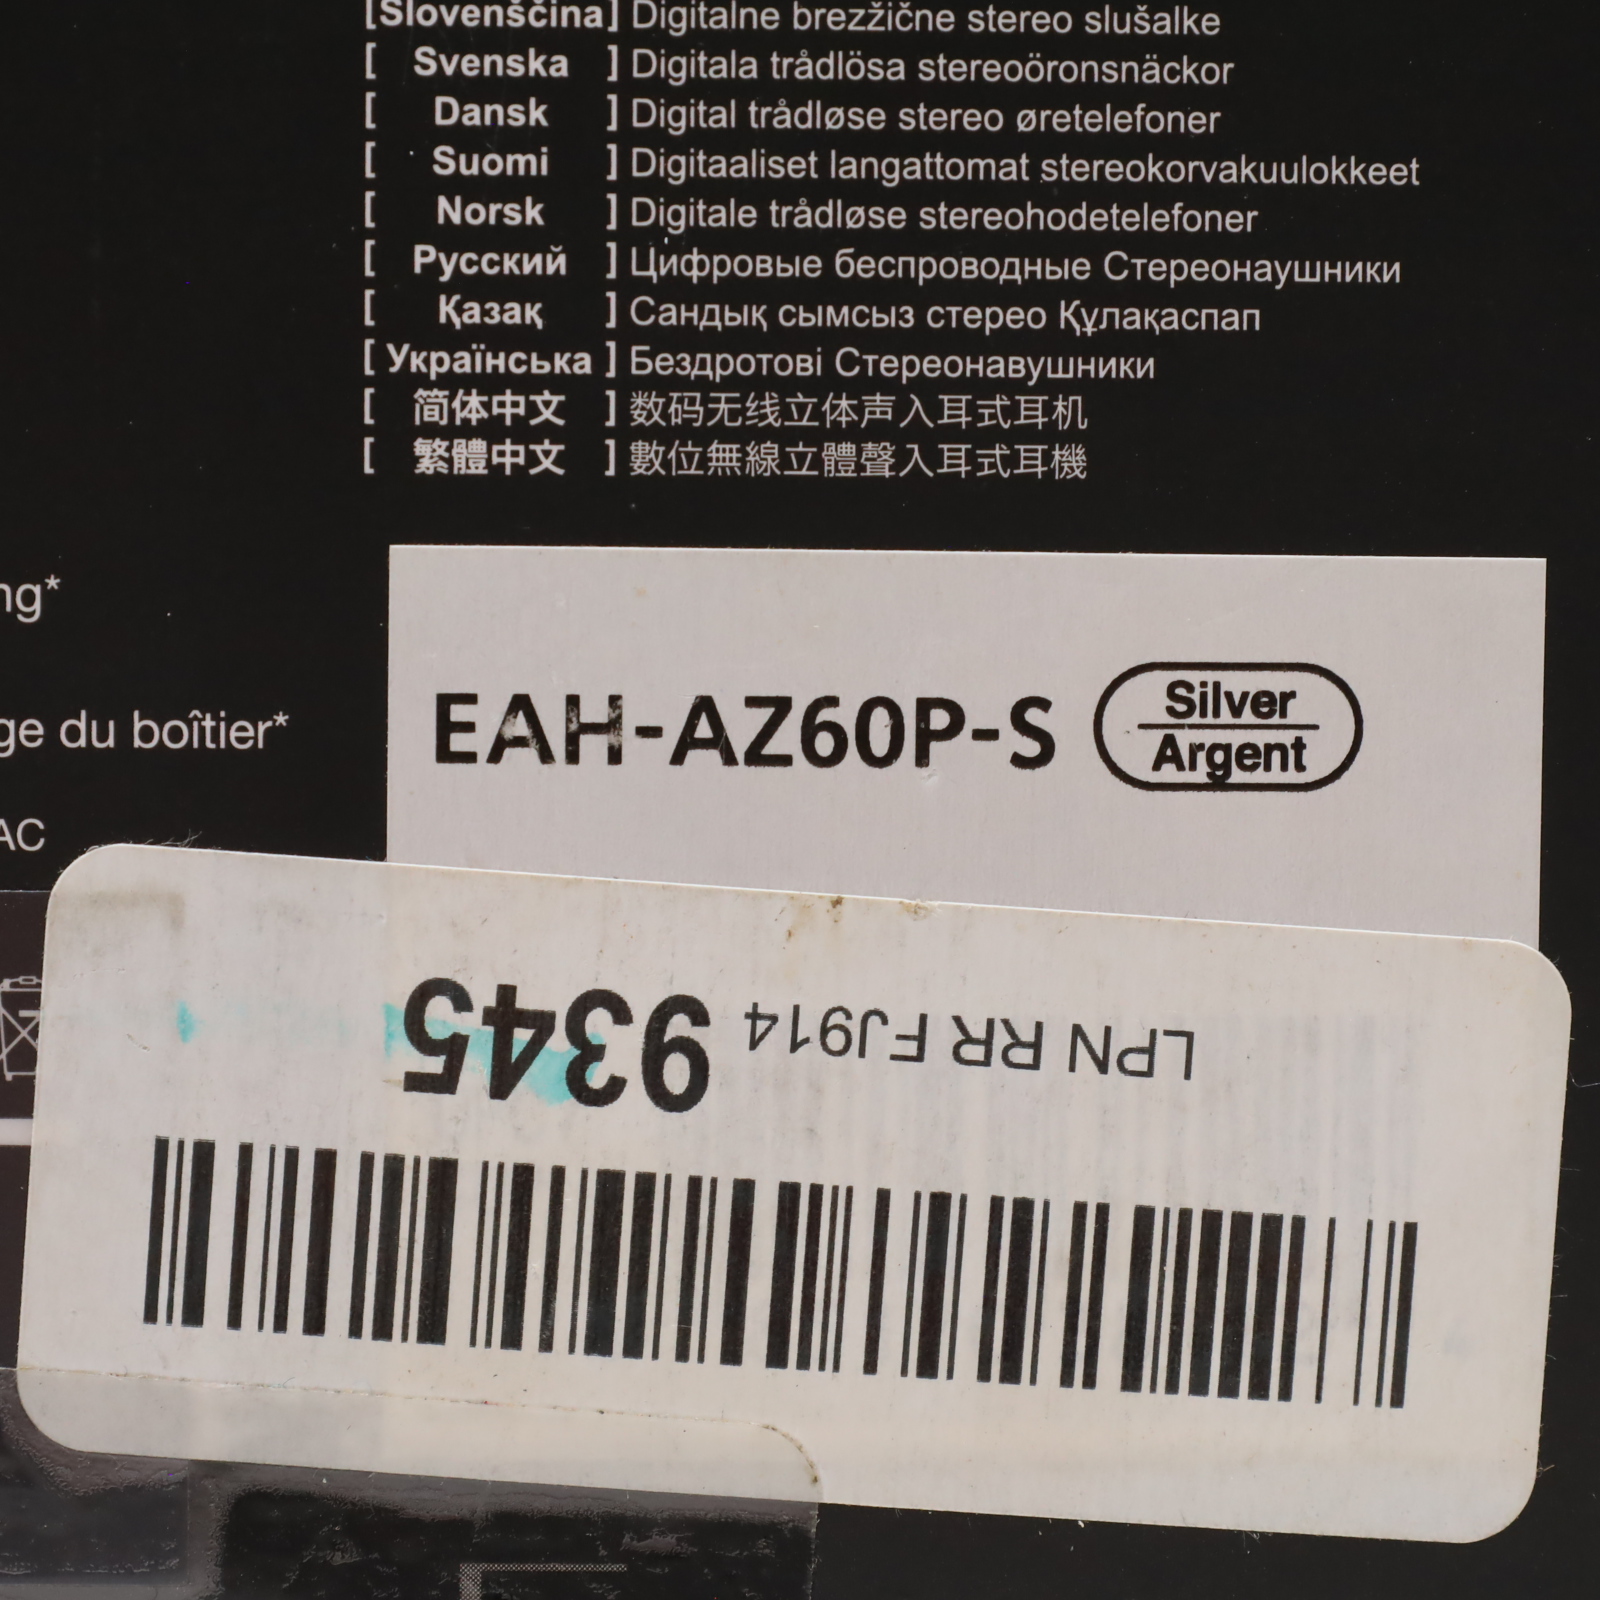 [Slovenščina] Digitalne brezžične stereo slušalke
[ Svenska ] Digitala trådlösa stereoöronsnäckor
[ Dansk ] Digital trådløse stereo øretelefoner
[ Suomi ] Digitaaliset langattomat stereokorvakuulokkeet
[ Norsk ] Digitale trådløse stereohodetelefoner
[ Русский ] Цифровые беспроводные Стереонаушники
[ Қазақ ] Сандық сымсыз стерео Құлақаспап
[ Українська ] Бездротові Стереонавушники
[ 简体中文 ] 数码无线立体声入耳式耳机
[ 繁體中文 ] 數位無線立體聲入耳式耳機
ng*
ge du boîtier*
AC
EAH-AZ60P-S
Silver
Argent
LPN RR FJ914 9345